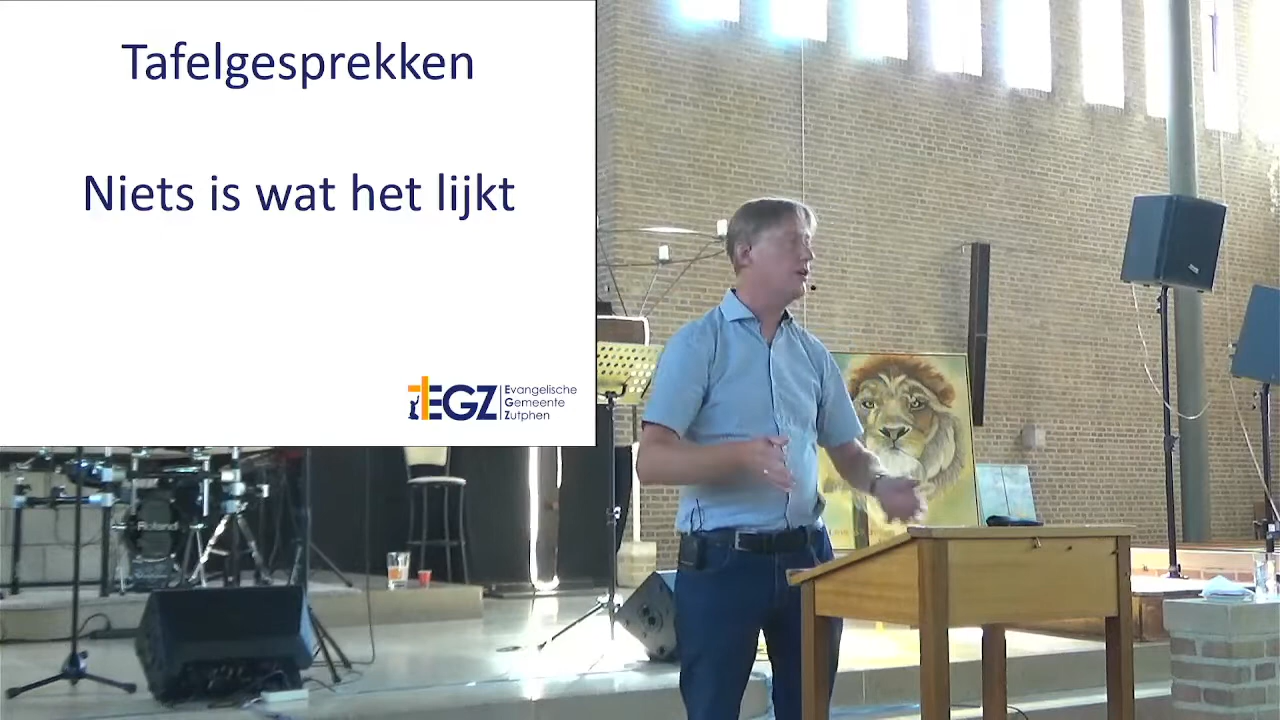 Tafelgesprekken
Niets is wat het lijkt
EGZ
Evangelische
Gemeente
Zutphen
Roland